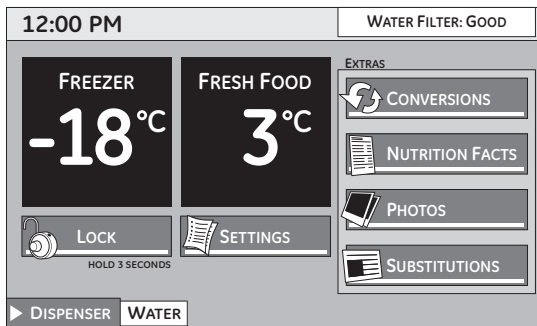 12:00 PM
WATER FILTER: GOOD
FREEZER
-18°C
FRESH FOOD
3°C
EXTRAS
CONVERSIONS
NUTRITION FACTS
PHOTOS
SUBSTITUTIONS
LOCK
HOLD 3 SECONDS
SETTINGS
DISPENSER
WATER